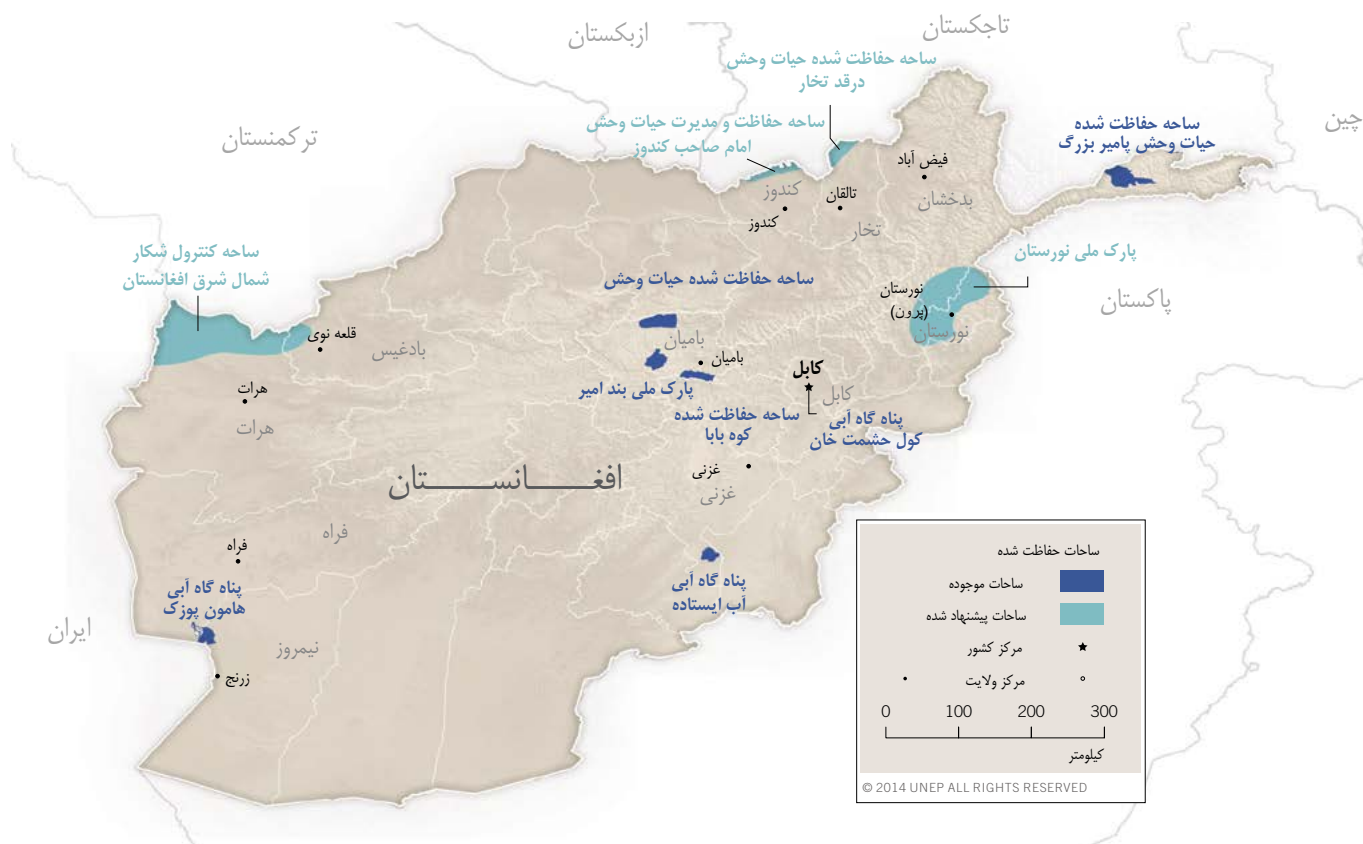 ازبکستان
تاجکستان
ترکمنستان
چین
پاکستان
ایران
ساحه حفاظت شده حیات وحش
درقد تخار
ساحه حفاظت و مدیرت حیات وحش
امام صاحب کندوز
ساحه حفاظت شده
حیات وحش پامیر بزرگ
فیض آباد
بدخشان
تالقان
تخار
کندوز
کندوز
پارک ملی نورستان
نورستان
(پرون)
نورستان
ساحه کنترول شکار
شمال شرق افغانستان
قلعه نوی
بادغیس
ساحه حفاظت شده حیات وحش
بامیان
بامیان
پارک ملی بند امیر
ساحه حفاظت شده
کوه بابا
کابل
کابل
پناه گاه آبی
کول حشمت خان
هرات
هرات
غزنی
غزنی
افغــــــانســــــتان
فراه
فراه
پناه گاه آبی
آب ایستاده
پناه گاه آبی
هامون پوزک
نیمروز
زرنج
ساحات حفاظت شده
ساحات موجوده
ساحات پیشنهاد شده
مرکز کشور
مرکز ولایت
0 100 200 300
کیلومتر
© 2014 UNEP ALL RIGHTS RESERVED